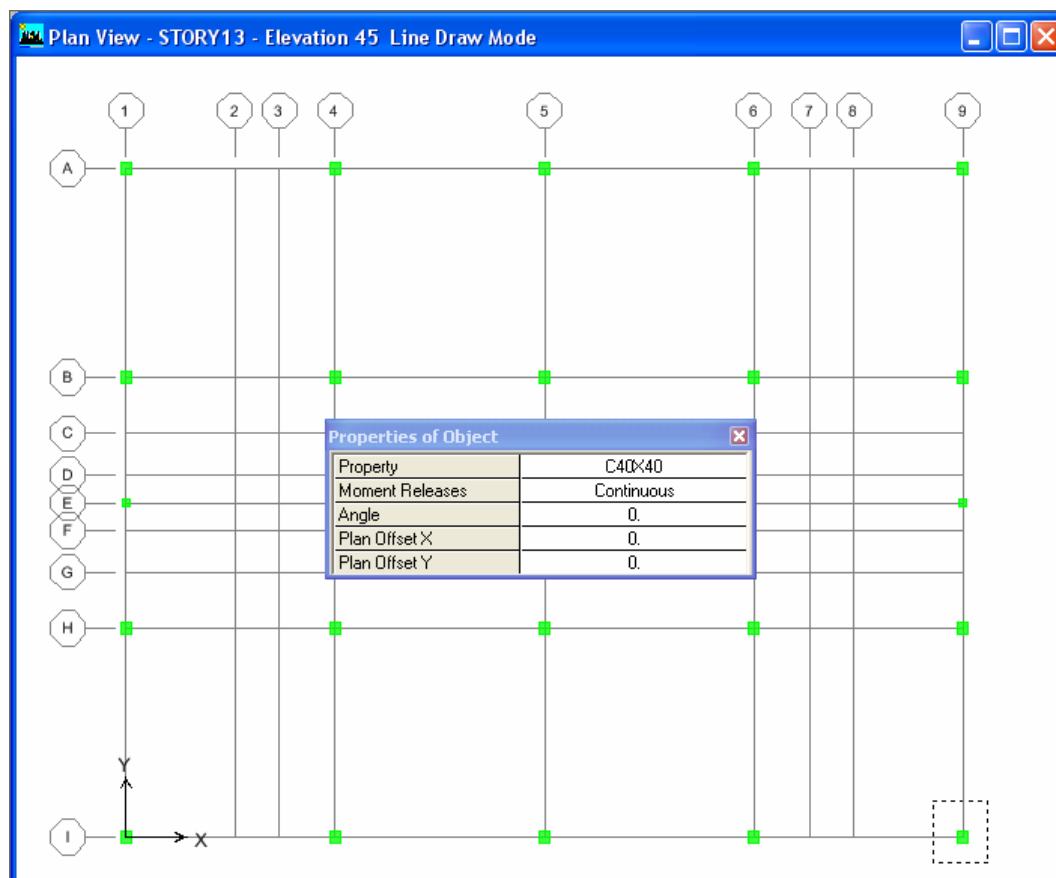 Plan View - STORY13 - Elevation 45 Line Draw Mode
1 2 3 4 5 6 7 8 9
A
B
C
Properties of Object
Property C40X40
D
Moment Releases Continuous
E
Angle 0.
F
Plan Offset X 0.
Plan Offset Y 0.
G
H
Y
X
I